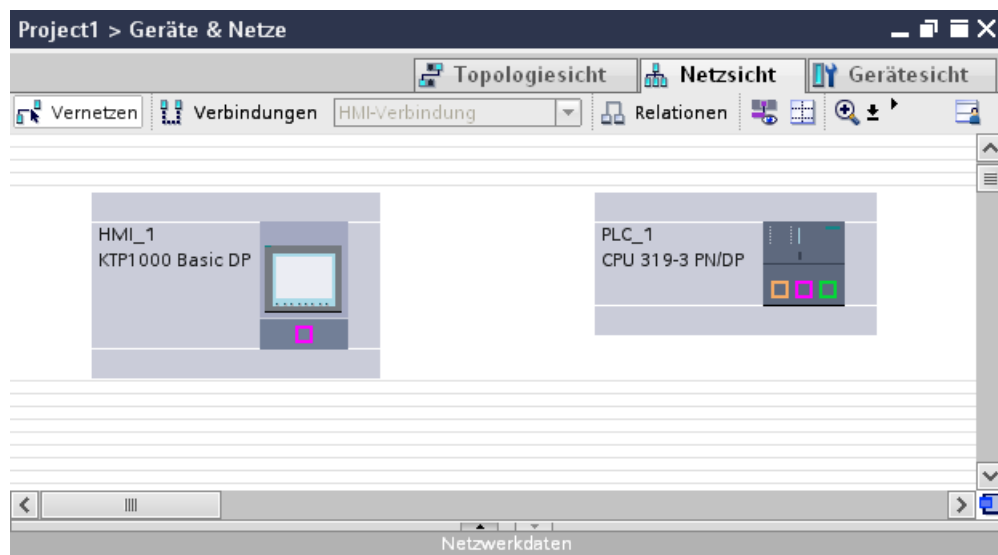 Project1 > Geräte & Netze
Topologiesicht Netzsicht Gerätesicht
Vernetzen Verbindungen HMI-Verbindung Relationen
HMI_1
KTP1000 Basic DP
PLC_1
CPU 319-3 PN/DP
Netzwerkdaten